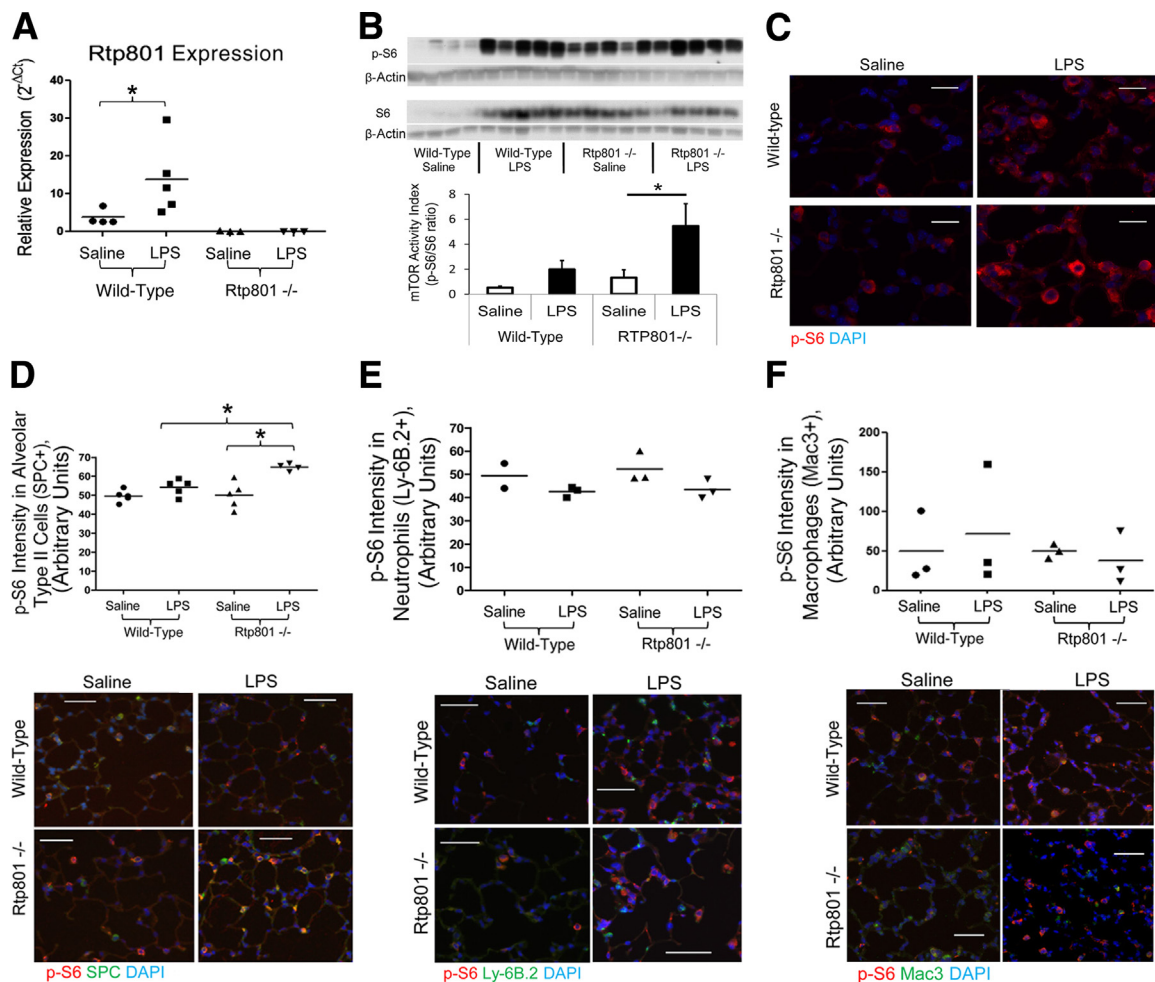 A
Rtp801 Expression
Relative Expression (2^ΔCt)
40
30
20
10
0
*
Saline
LPS
Saline
LPS
Wild-Type
Rtp801 -/-
B
p-S6
β-Actin
S6
β-Actin
Wild-Type Saline
Wild-Type LPS
Rtp801 -/- Saline
Rtp801 -/- LPS
mTOR Activity Index
(p-S6/S6 ratio)
8
6
4
2
0
*
Saline
LPS
Saline
LPS
Wild-Type
RTP801-/-
C
Saline
LPS
Wild-type
Rtp801 -/-
p-S6 DAPI
D
p-S6 Intensity in Alveolar
Type II Cells (SPC+),
(Arbitrary Units)
70
60
50
40
30
20
10
0
*
*
Saline
LPS
Saline
LPS
Wild-Type
Rtp801 -/-
Saline
LPS
Wild-Type
Rtp801 -/-
p-S6 SPC DAPI
E
p-S6 Intensity in
Neutrophils (Ly-6B.2+),
(Arbitrary Units)
70
60
50
40
30
20
10
0
Saline
LPS
Saline
LPS
Wild-Type
Rtp801 -/-
Saline
LPS
Wild-Type
Rtp801 -/-
p-S6 Ly-6B.2 DAPI
F
p-S6 Intensity in
Macrophages (Mac3+),
(Arbitrary Units)
200
150
100
50
0
Saline
LPS
Saline
LPS
Wild-Type
Rtp801 -/-
Saline
LPS
Wild-Type
Rtp801 -/-
p-S6 Mac3 DAPI